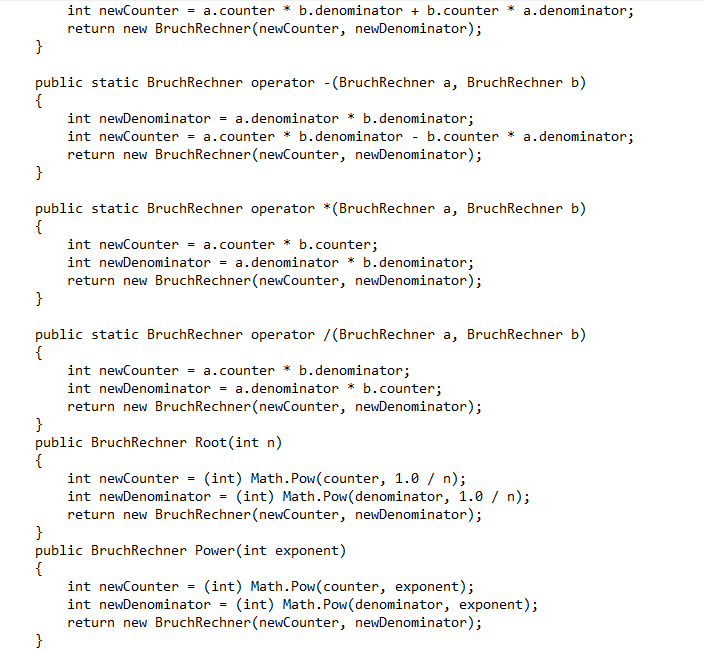 int newCounter = a.counter * b.denominator + b.counter * a.denominator;
return new BruchRechner(newCounter, newDenominator);
}
public static BruchRechner operator -(BruchRechner a, BruchRechner b)
{
int newDenominator = a.denominator * b.denominator;
int newCounter = a.counter * b.denominator - b.counter * a.denominator;
return new BruchRechner(newCounter, newDenominator);
}
public static BruchRechner operator *(BruchRechner a, BruchRechner b)
{
int newCounter = a.counter * b.counter;
int newDenominator = a.denominator * b.denominator;
return new BruchRechner(newCounter, newDenominator);
}
public static BruchRechner operator /(BruchRechner a, BruchRechner b)
{
int newCounter = a.counter * b.denominator;
int newDenominator = a.denominator * b.counter;
return new BruchRechner(newCounter, newDenominator);
}
public BruchRechner Root(int n)
{
int newCounter = (int) Math.Pow(counter, 1.0 / n);
int newDenominator = (int) Math.Pow(denominator, 1.0 / n);
return new BruchRechner(newCounter, newDenominator);
}
public BruchRechner Power(int exponent)
{
int newCounter = (int) Math.Pow(counter, exponent);
int newDenominator = (int) Math.Pow(denominator, exponent);
return new BruchRechner(newCounter, newDenominator);
}